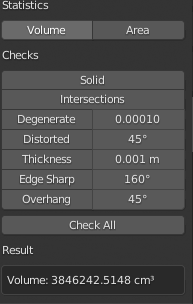 Statistics
Volume Area
Checks
Solid
Intersections
Degenerate 0.00010
Distorted 45°
Thickness 0.001 m
Edge Sharp 160°
Overhang 45°
Check All
Result
Volume: 3846242.5148 cm³